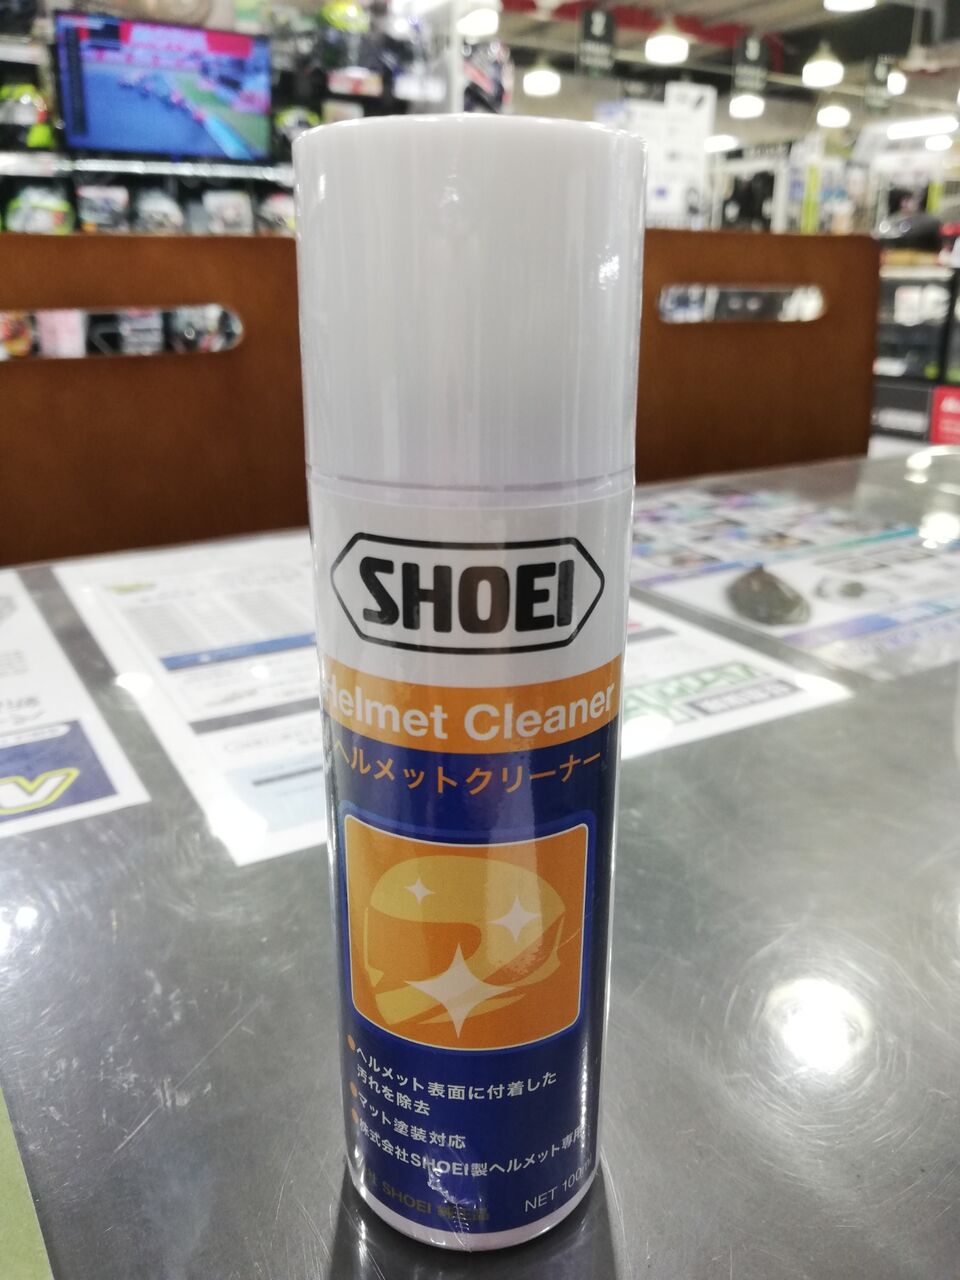 SHOEI
Helmet Cleaner
ヘルメットクリーナー
●ヘルメット表面に付着した
汚れを除去
●マット塗装対応
●株式会社SHOEI製ヘルメット専用
SHOEI 純正品
NET 100ml